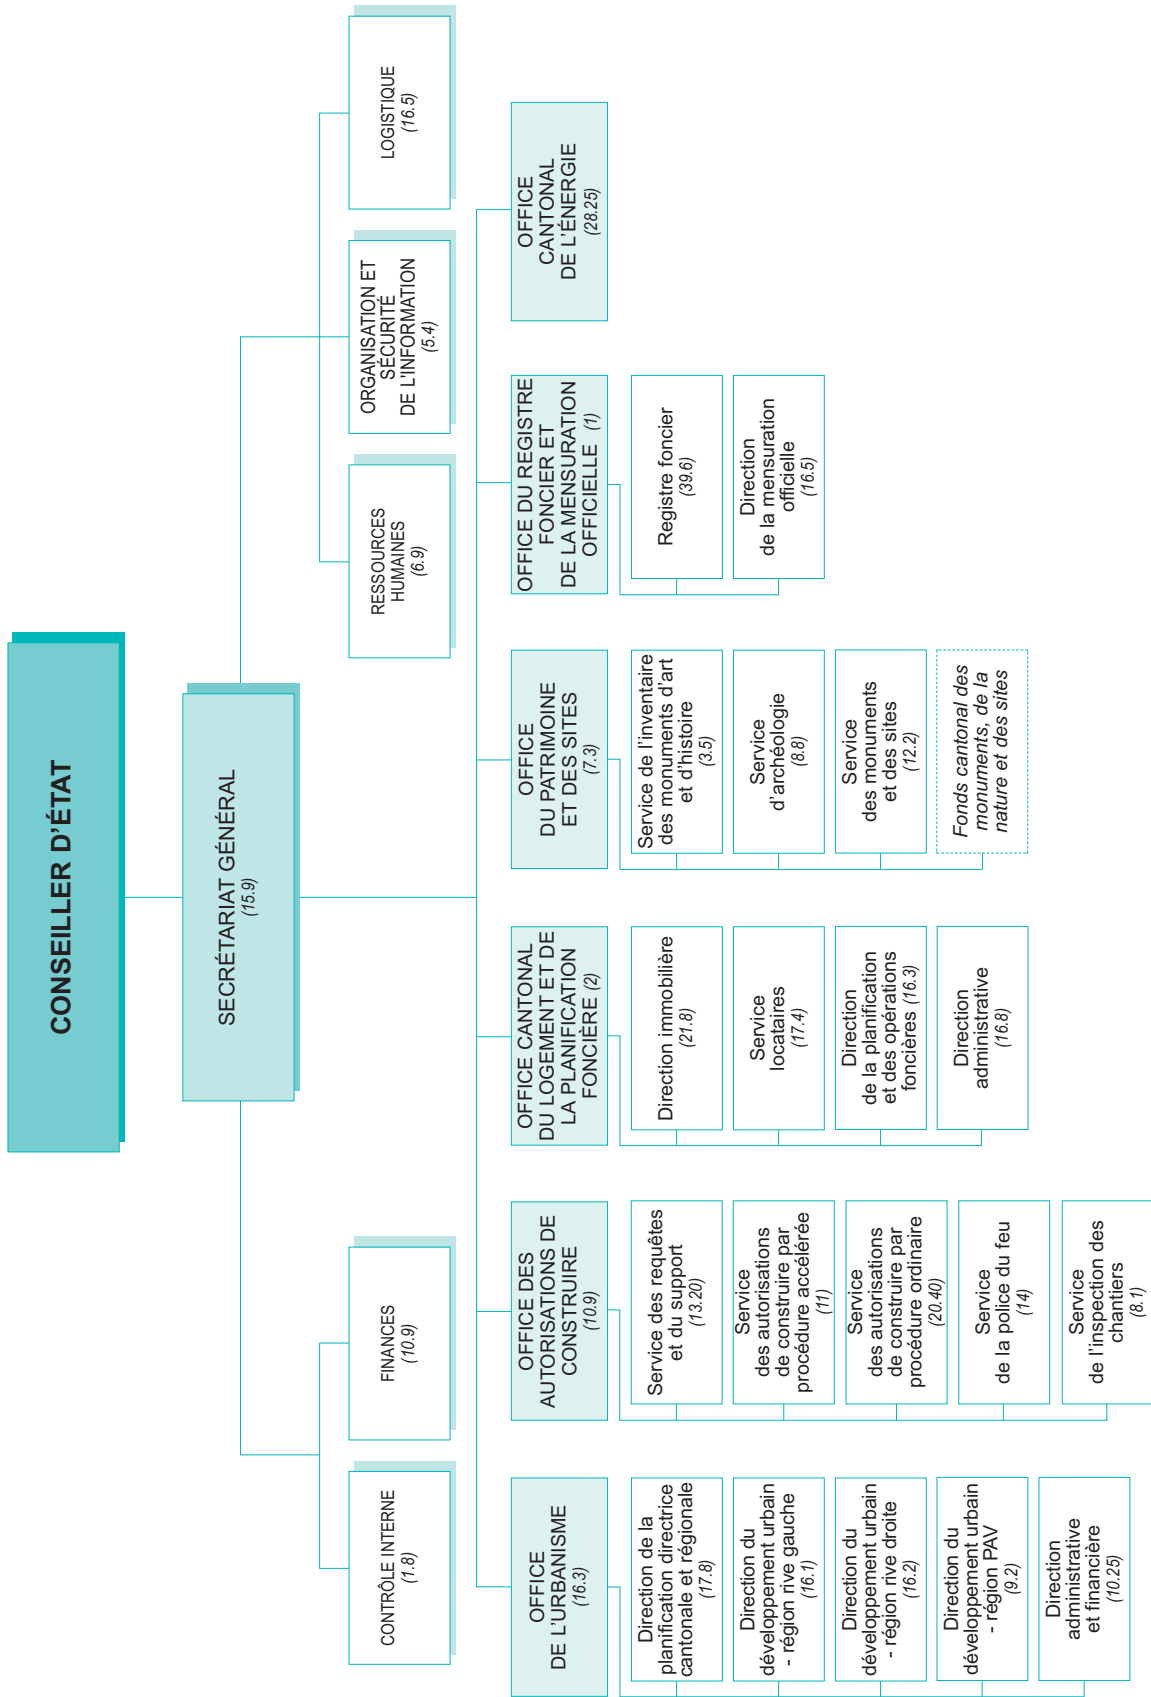 CONSEILLER D'ÉTAT
SECRÉTARIAT GÉNÉRAL
(15.9)
CONTRÔLE INTERNE
(1.8)
FINANCES
(10.9)
RESSOURCES
HUMAINES
(6.9)
ORGANISATION ET
SÉCURITÉ
DE L'INFORMATION
(5.4)
LOGISTIQUE
(16.5)
OFFICE
DE L'URBANISME
(16.3)
Direction de la
planification directrice
cantonale et régionale
(17.8)
Direction du
développement urbain
- région rive gauche
(16.1)
Direction du
développement urbain
- région rive droite
(16.2)
Direction du
développement urbain
- région PAV
(9.2)
Direction
administrative
et financière
(10.25)
OFFICE DES
AUTORISATIONS DE
CONSTRUIRE
(10.9)
Service des requêtes
et du support
(13.20)
Service
des autorisations
de construire par
procédure accélérée
(11)
Service
des autorisations
de construire par
procédure ordinaire
(20.40)
Service
de la police du feu
(14)
Service
de l'inspection des
chantiers
(8.1)
OFFICE CANTONAL
DU LOGEMENT ET DE
LA PLANIFICATION
FONCIÈRE (2)
Direction immobilière
(21.8)
Service
locataires
(17.4)
Direction
de la planification
et des opérations
foncières (16.3)
Direction
administrative
(16.8)
OFFICE
DU PATRIMOINE
ET DES SITES
(7.3)
Service de l'inventaire
des monuments d'art
et d'histoire
(3.5)
Service
d'archéologie
(8.8)
Service
des monuments
et des sites
(12.2)
Fonds cantonal des
monuments, de la
nature et des sites
OFFICE DU REGISTRE
FONCIER ET
DE LA MENSURATION
OFFICIELLE (1)
Registre foncier
(39.6)
Direction
de la mensuration
officielle
(16.5)
OFFICE
CANTONAL
DE L'ÉNERGIE
(28.25)